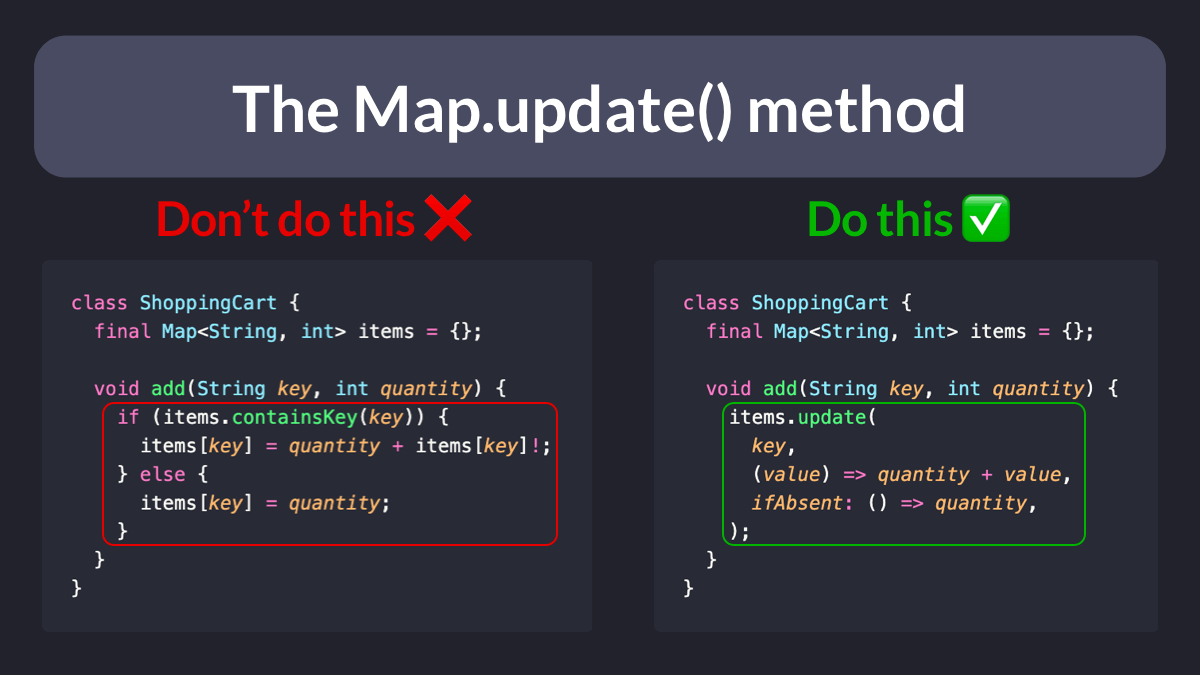 The Map.update() method
Don’t do this ❌
class ShoppingCart {
  final Map<String, int> items = {};
  void add(String key, int quantity) {
    if (items.containsKey(key)) {
      items[key] = quantity + items[key]!;
    } else {
      items[key] = quantity;
    }
  }
}
Do this ✅
class ShoppingCart {
  final Map<String, int> items = {};
  void add(String key, int quantity) {
    items.update(
      key,
      (value) => quantity + value,
      ifAbsent: () => quantity,
    );
  }
}